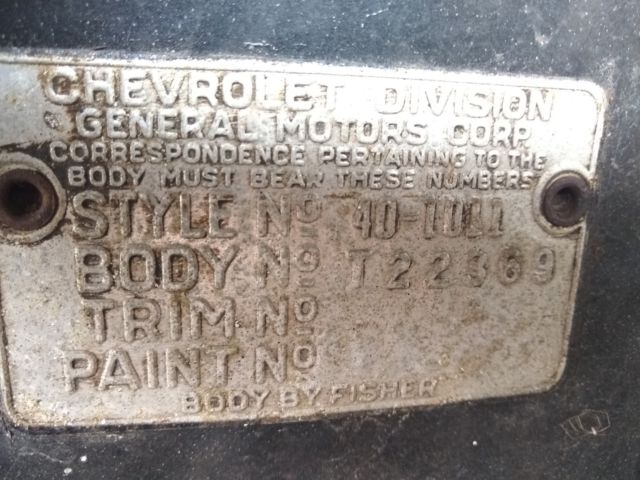 CHEVROLET DIVISION
GENERAL MOTORS CORP
CORRESPONDENCE PERTAINING TO THE
BODY MUST BEAR THESE NUMBERS
STYLE Nº 40-1011
BODY Nº T22369
TRIM Nº
PAINT Nº
BODY BY FISHER